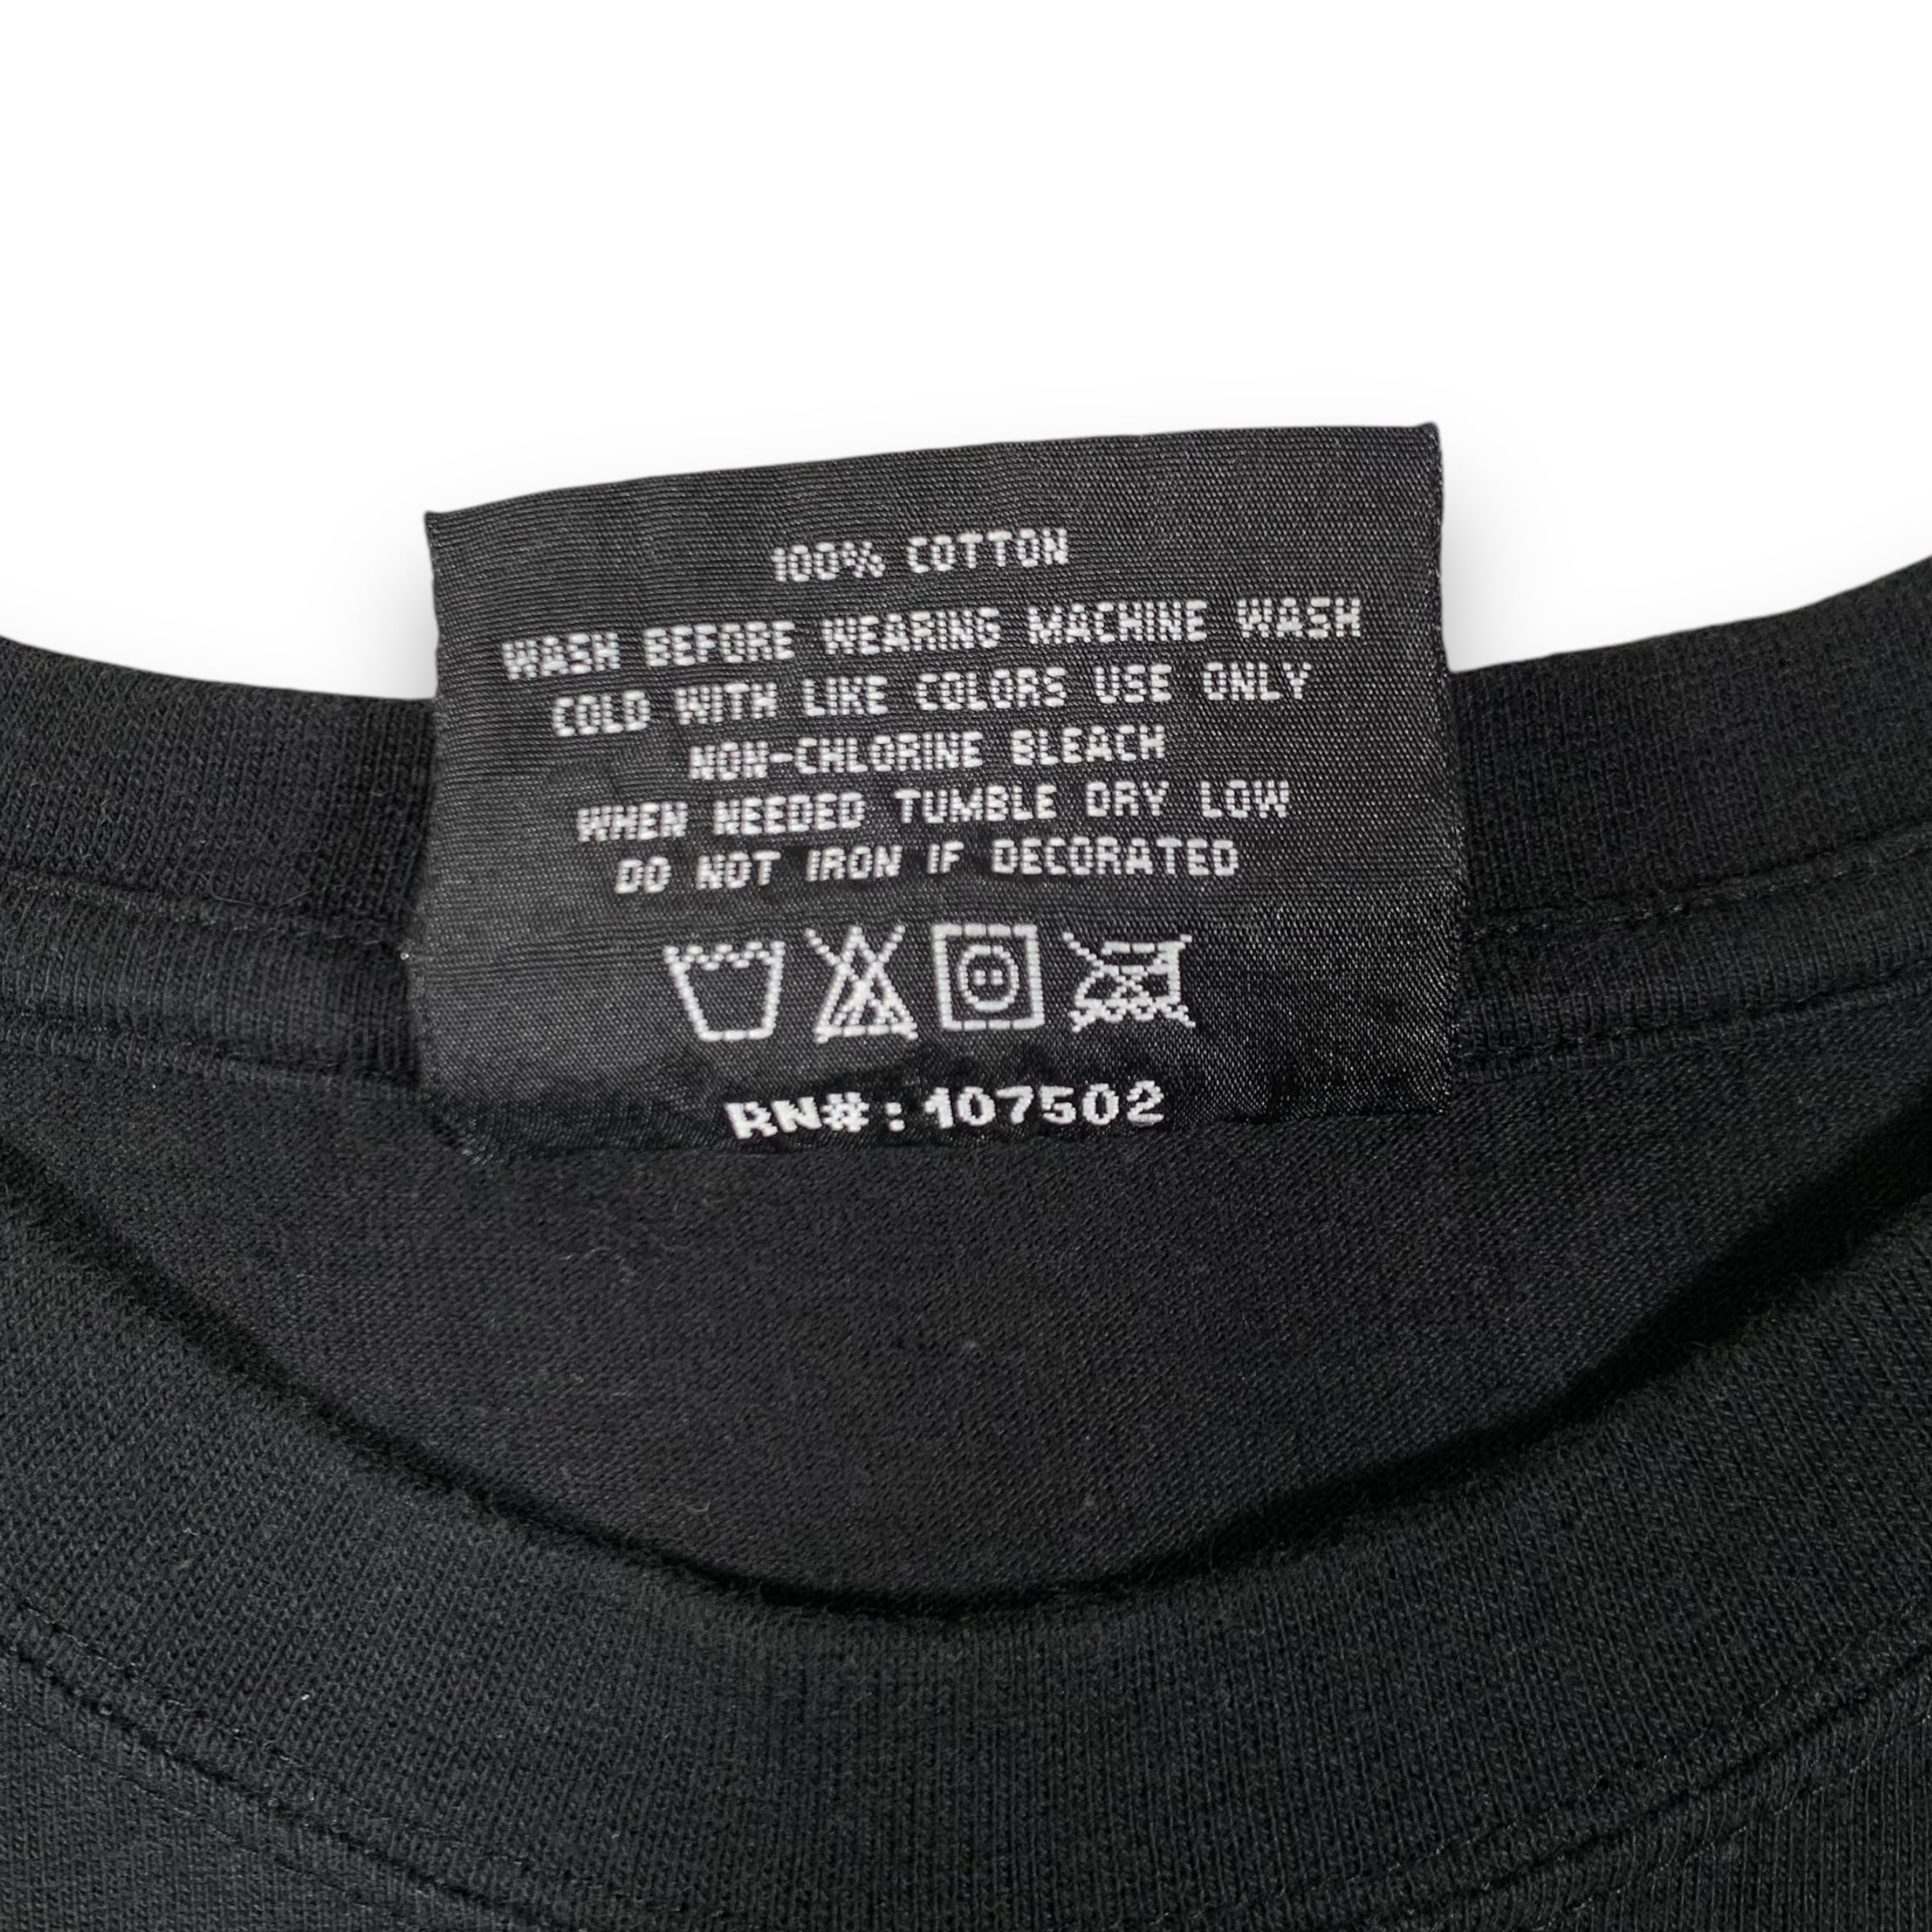 100% COTTON
WASH BEFORE WEARING MACHINE WASH
COLD WITH LIKE COLORS USE ONLY
NON-CHLORINE BLEACH
WHEN NEEDED TUMBLE DRY LOW
DO NOT IRON IF DECORATED
RN#: 107502